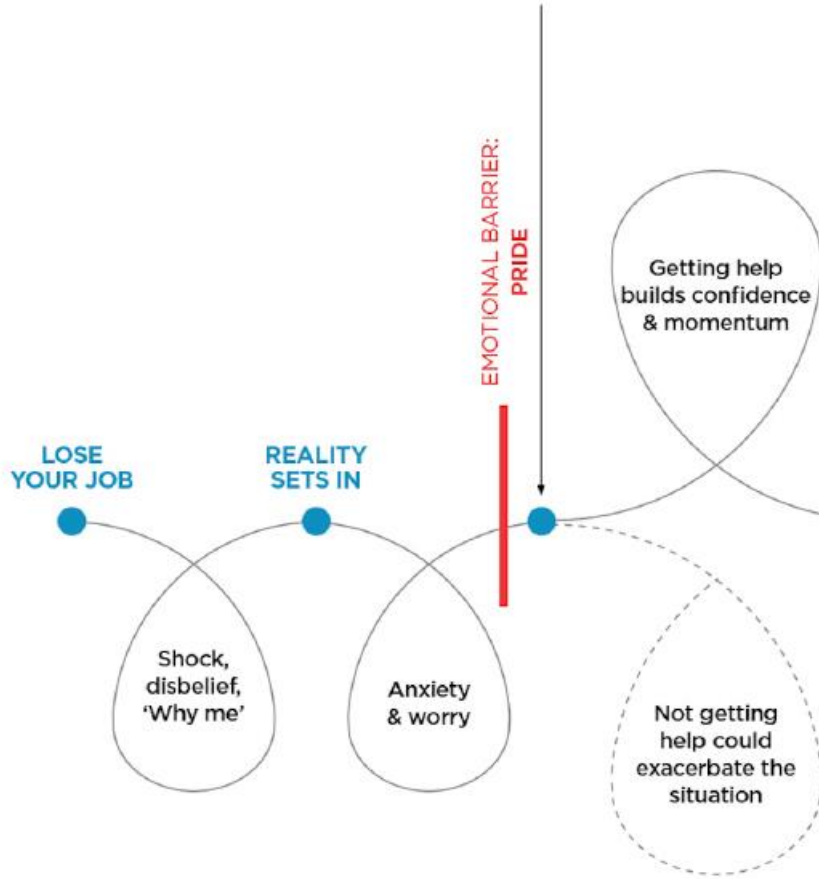 LOSE
YOUR JOB
Shock,
disbelief,
‘Why me’
REALITY
SETS IN
Anxiety
& worry
EMOTIONAL BARRIER:
PRIDE
Getting help
builds confidence
& momentum
Not getting
help could
exacerbate the
situation